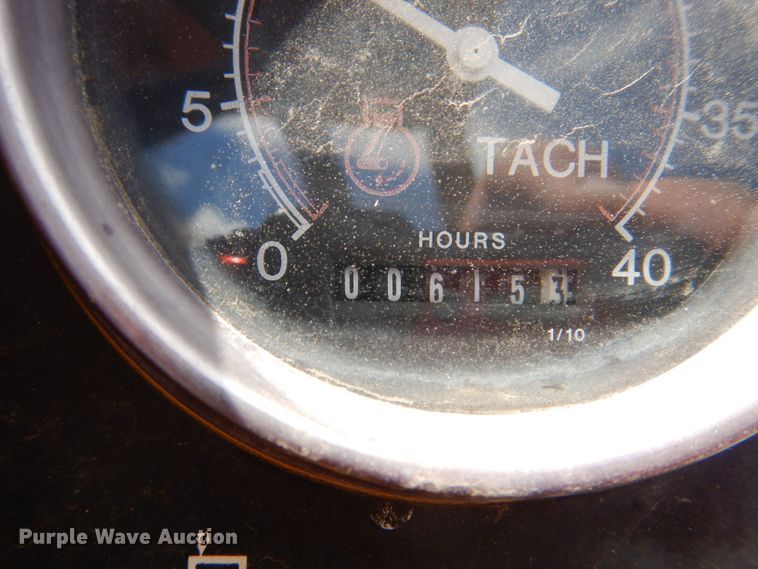 5
35
TACH
HOURS
0
006153
40
1/10
Purple Wave Auction